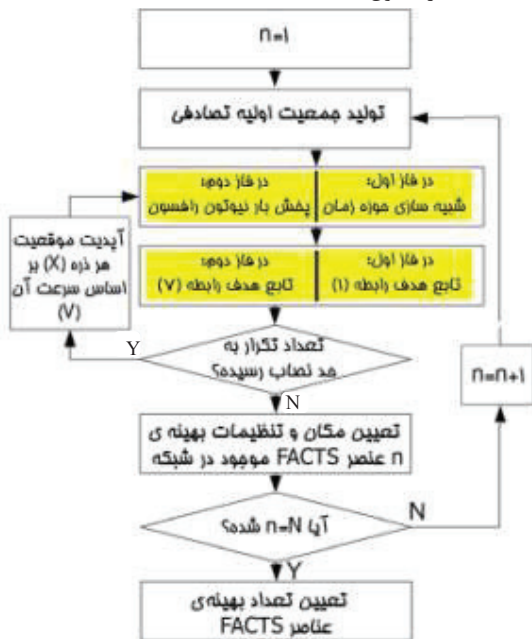 n=1
تولید جمعیت اولیه تصادفی
در فاز اول:
شبیه سازی حوزه زمان
در فاز دوم:
پخش بار نیوتون رافسون
در فاز اول:
تابع هدف رابطه (۱)
در فاز دوم:
تابع هدف رابطه (۷)
آپدیت موقعیت
هر ذره (X) بر
اساس سرعت آن
(V)
تعداد تکرار به
حد نصاب رسیده؟
Y
N
n=n+1
تعیین مکان و تنظیمات بهینه ی
n عنصر FACTS موجود در شبکه
آیا n=N شده؟
N
Y
تعیین تعداد بهینه‌ی
عناصر FACTS